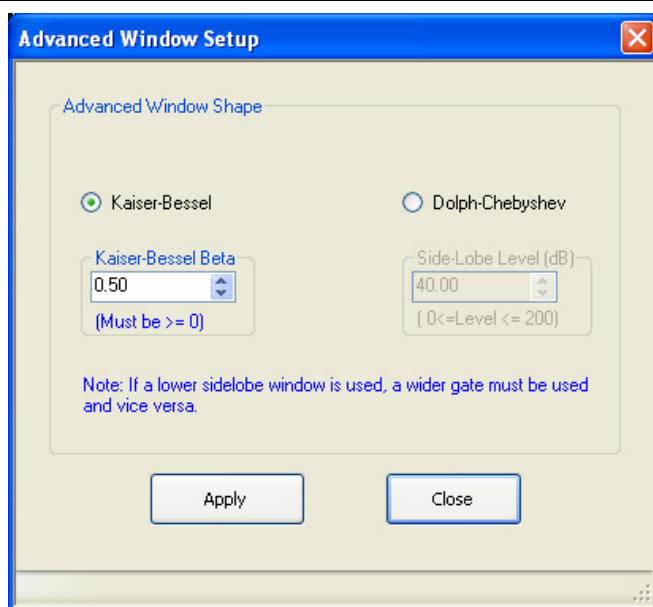 Advanced Window Setup
Advanced Window Shape
Kaiser-Bessel
Dolph-Chebyshev
Kaiser-Bessel Beta
0.50
(Must be >= 0)
Side-Lobe Level (dB)
40.00
( 0<=Level <= 200)
Note: If a lower sidelobe window is used, a wider gate must be used
and vice versa.
Apply
Close